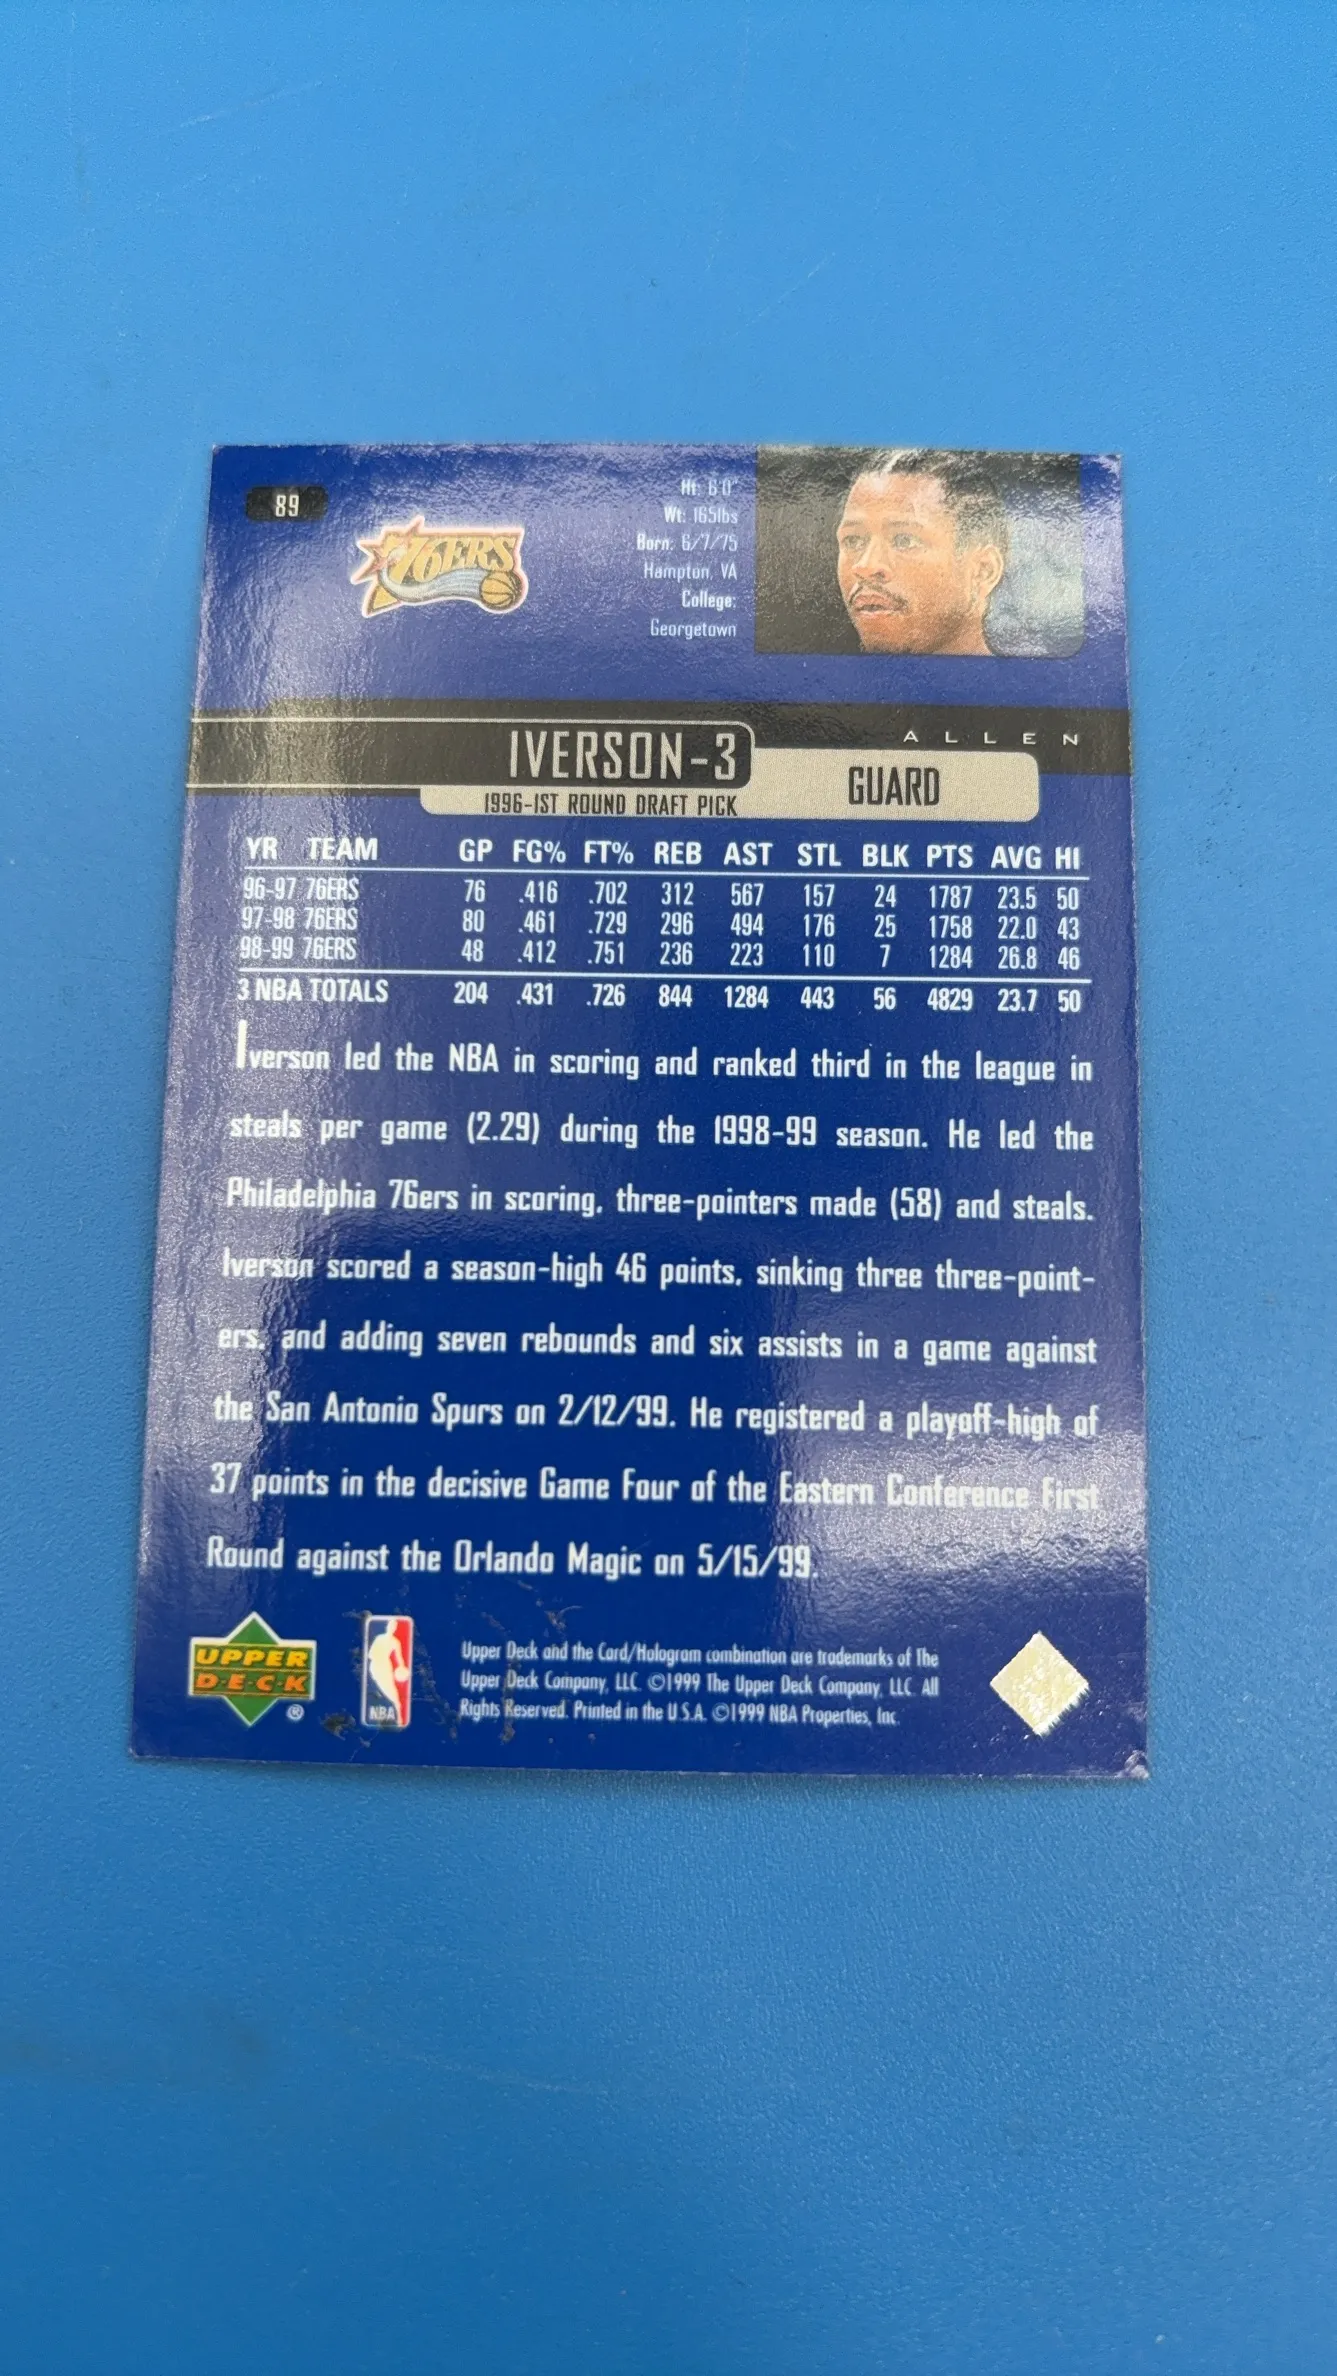 89
76ERS
Ht: 6'0"
Wt: 165lbs
Born: 6/7/75
Hampton, VA
College:
Georgetown
ALLEN
IVERSON-3
GUARD
1996-1ST ROUND DRAFT PICK
YR TEAM GP FG% FT% REB AST STL BLK PTS AVG HI
96-97 76ERS 76 .416 .702 312 567 157 24 1787 23.5 50
97-98 76ERS 80 .461 .729 296 494 176 25 1758 22.0 43
98-99 76ERS 48 .412 .751 236 223 110 7 1284 26.8 46
3 NBA TOTALS 204 .431 .726 844 1284 443 56 4829 23.7 50
Iverson led the NBA in scoring and ranked third in the league in
steals per game (2.29) during the 1998-99 season. He led the
Philadelphia 76ers in scoring, three-pointers made (58) and steals.
Iverson scored a season-high 46 points, sinking three three-point-
ers, and adding seven rebounds and six assists in a game against
the San Antonio Spurs on 2/12/99. He registered a playoff-high of
37 points in the decisive Game Four of the Eastern Conference First
Round against the Orlando Magic on 5/15/99.
UPPER
DECK
®
NBA
Upper Deck and the Card/Hologram combination are trademarks of The
Upper Deck Company, LLC. ©1999 The Upper Deck Company, LLC. All
Rights Reserved. Printed in the U.S.A. ©1999 NBA Properties, Inc.